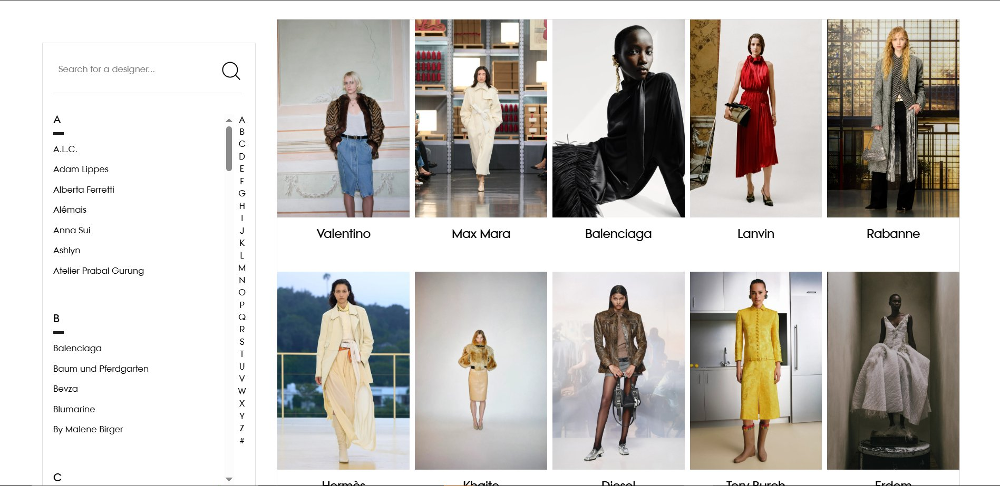 Search for a designer...
A
A.L.C.
Adam Lippes
Alberta Ferretti
Alémais
Anna Sui
Ashlyn
Atelier Prabal Gurung
B
Balenciaga
Baum und Pferdgarten
Bevza
Blumarine
By Malene Birger
C
A
B
C
D
E
F
G
H
I
J
K
L
M
N
O
P
Q
R
S
T
U
V
W
X
Y
Z
#
Valentino
Max Mara
Balenciaga
Lanvin
Rabanne
Hermès
Khaite
Diesel
Tory Burch
Erdem